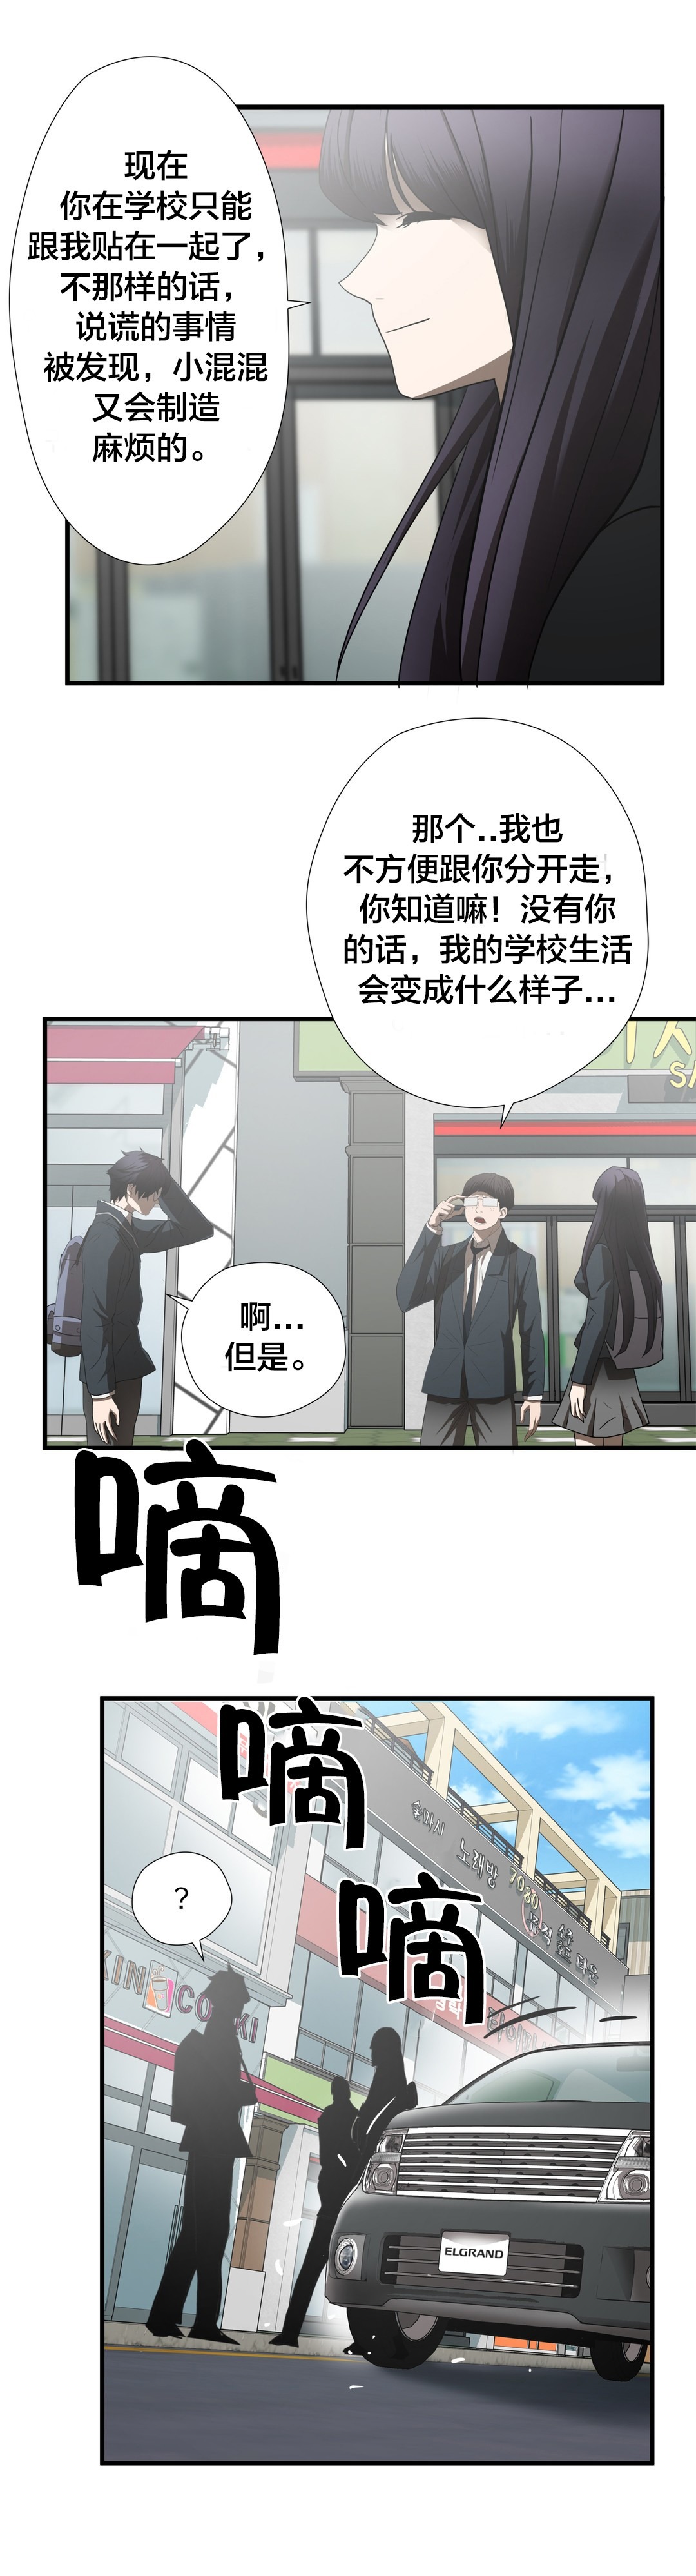 现在
你在学校只能
跟我贴在一起了，
不那样的话，
说谎的事情
被发现，小混混
又会制造
麻烦的。
那个..我也
不方便跟你分开走，
你知道嘛！没有你
的话，我的学校生活
会变成什么样子...
啊...
但是。
嘀
嘀
嘀
?
노래방
7080
ELGRAND